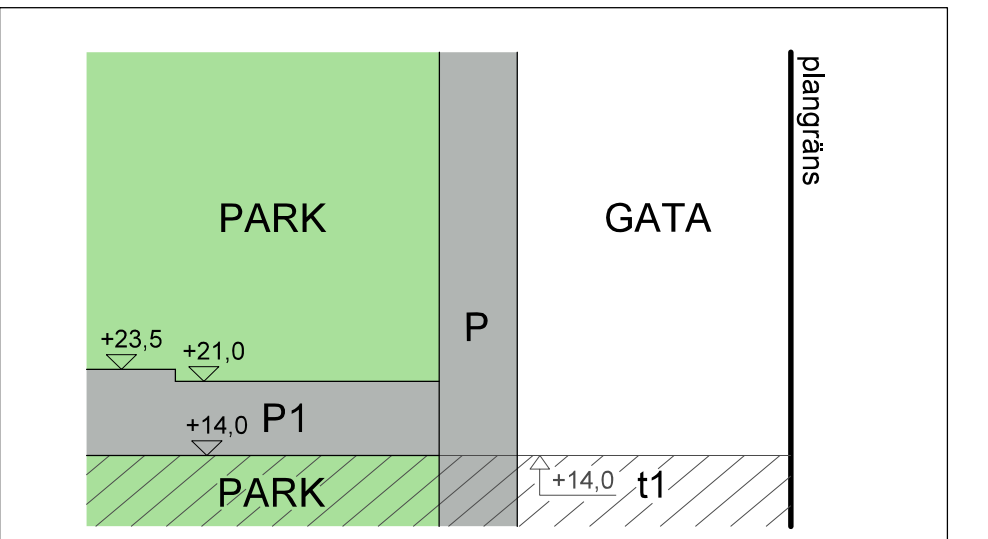 plangräns
PARK
GATA
P
+23,5
+21,0
+14,0
P1
PARK
+14,0
t1